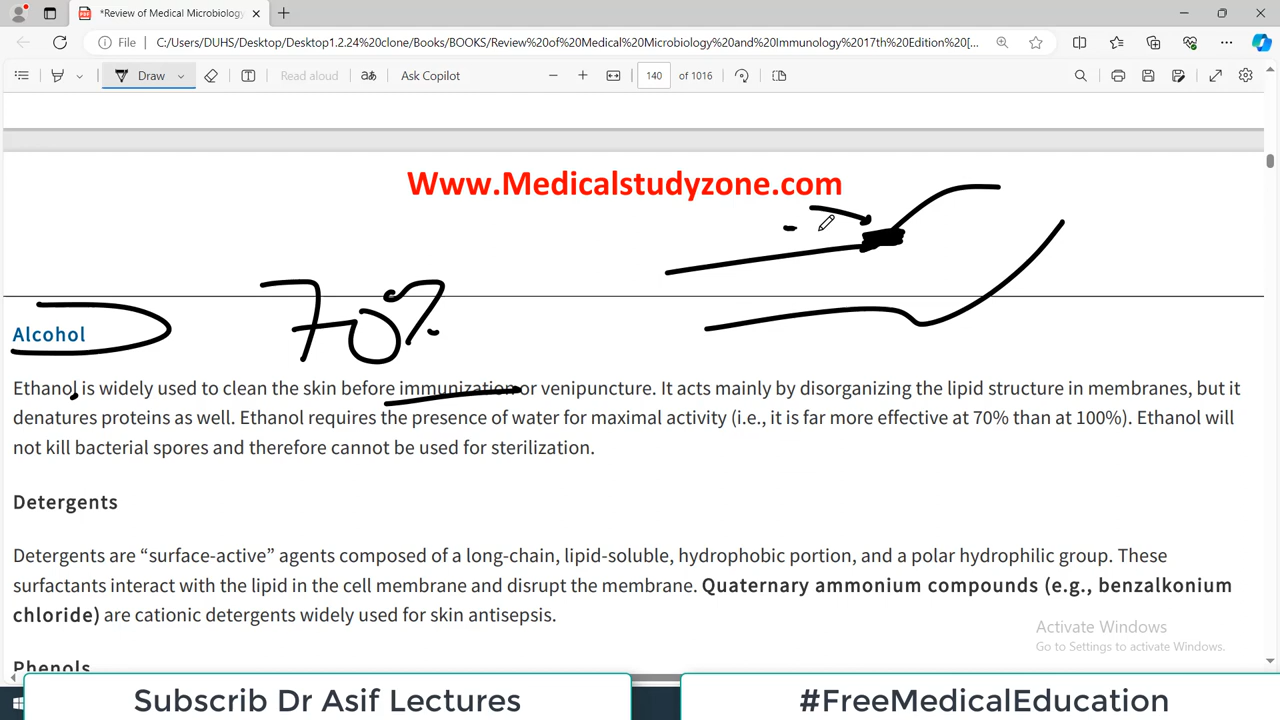 *Review of Medical Microbiology
File
C:/Users/DUHS/Desktop/Desktop1.2.24%20clone/Books/BOOKS/Review%20of%20Medical%20Microbiology%20and%20Immunology%2017th%20Edition%20[...
Draw
Read aloud
Ask Copilot
140 of 1016
Www.Medicalstudyzone.com
70%
Alcohol
Ethanol is widely used to clean the skin before immunization or venipuncture. It acts mainly by disorganizing the lipid structure in membranes, but it
denatures proteins as well. Ethanol requires the presence of water for maximal activity (i.e., it is far more effective at 70% than at 100%). Ethanol will
not kill bacterial spores and therefore cannot be used for sterilization.
Detergents
Detergents are “surface-active” agents composed of a long-chain, lipid-soluble, hydrophobic portion, and a polar hydrophilic group. These
surfactants interact with the lipid in the cell membrane and disrupt the membrane. Quaternary ammonium compounds (e.g., benzalkonium
chloride) are cationic detergents widely used for skin antisepsis.
Activate Windows
Go to Settings to activate Windows.
Phenols
Subscrib Dr Asif Lectures
#FreeMedicalEducation